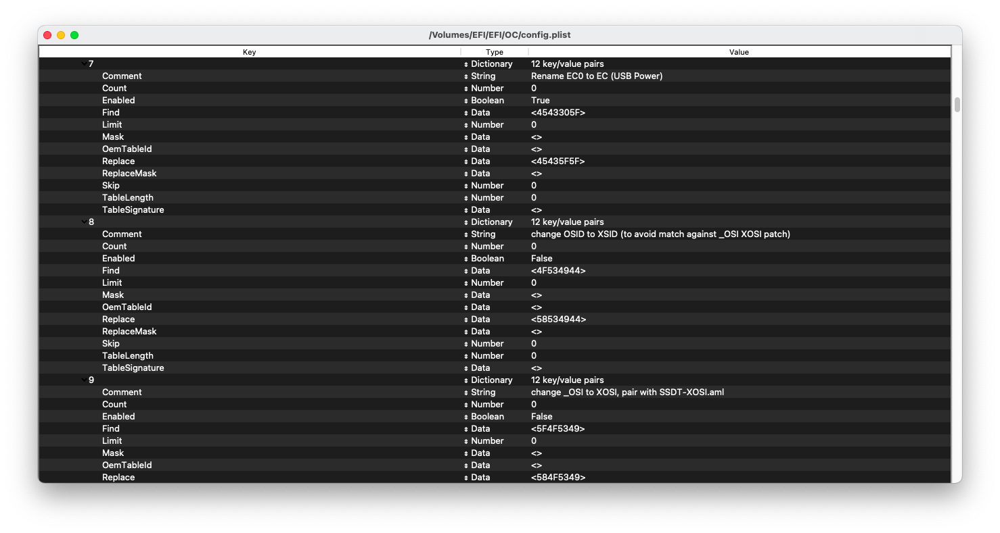 /Volumes/EFI/EFI/OC/config.plist
Key Type Value
7 Dictionary 12 key/value pairs
Comment String Rename EC0 to EC (USB Power)
Count Number 0
Enabled Boolean True
Find Data <4543305F>
Limit Number 0
Mask Data <>
OemTableId Data <>
Replace Data <45435F5F>
ReplaceMask Data <>
Skip Number 0
TableLength Number 0
TableSignature Data <>
8 Dictionary 12 key/value pairs
Comment String change OSID to XSID (to avoid match against _OSI XOSI patch)
Count Number 0
Enabled Boolean False
Find Data <4F534944>
Limit Number 0
Mask Data <>
OemTableId Data <>
Replace Data <58534944>
ReplaceMask Data <>
Skip Number 0
TableLength Number 0
TableSignature Data <>
9 Dictionary 12 key/value pairs
Comment String change _OSI to XOSI, pair with SSDT-XOSI.aml
Count Number 0
Enabled Boolean False
Find Data <5F4F5349>
Limit Number 0
Mask Data <>
OemTableId Data <>
Replace Data <584F5349>